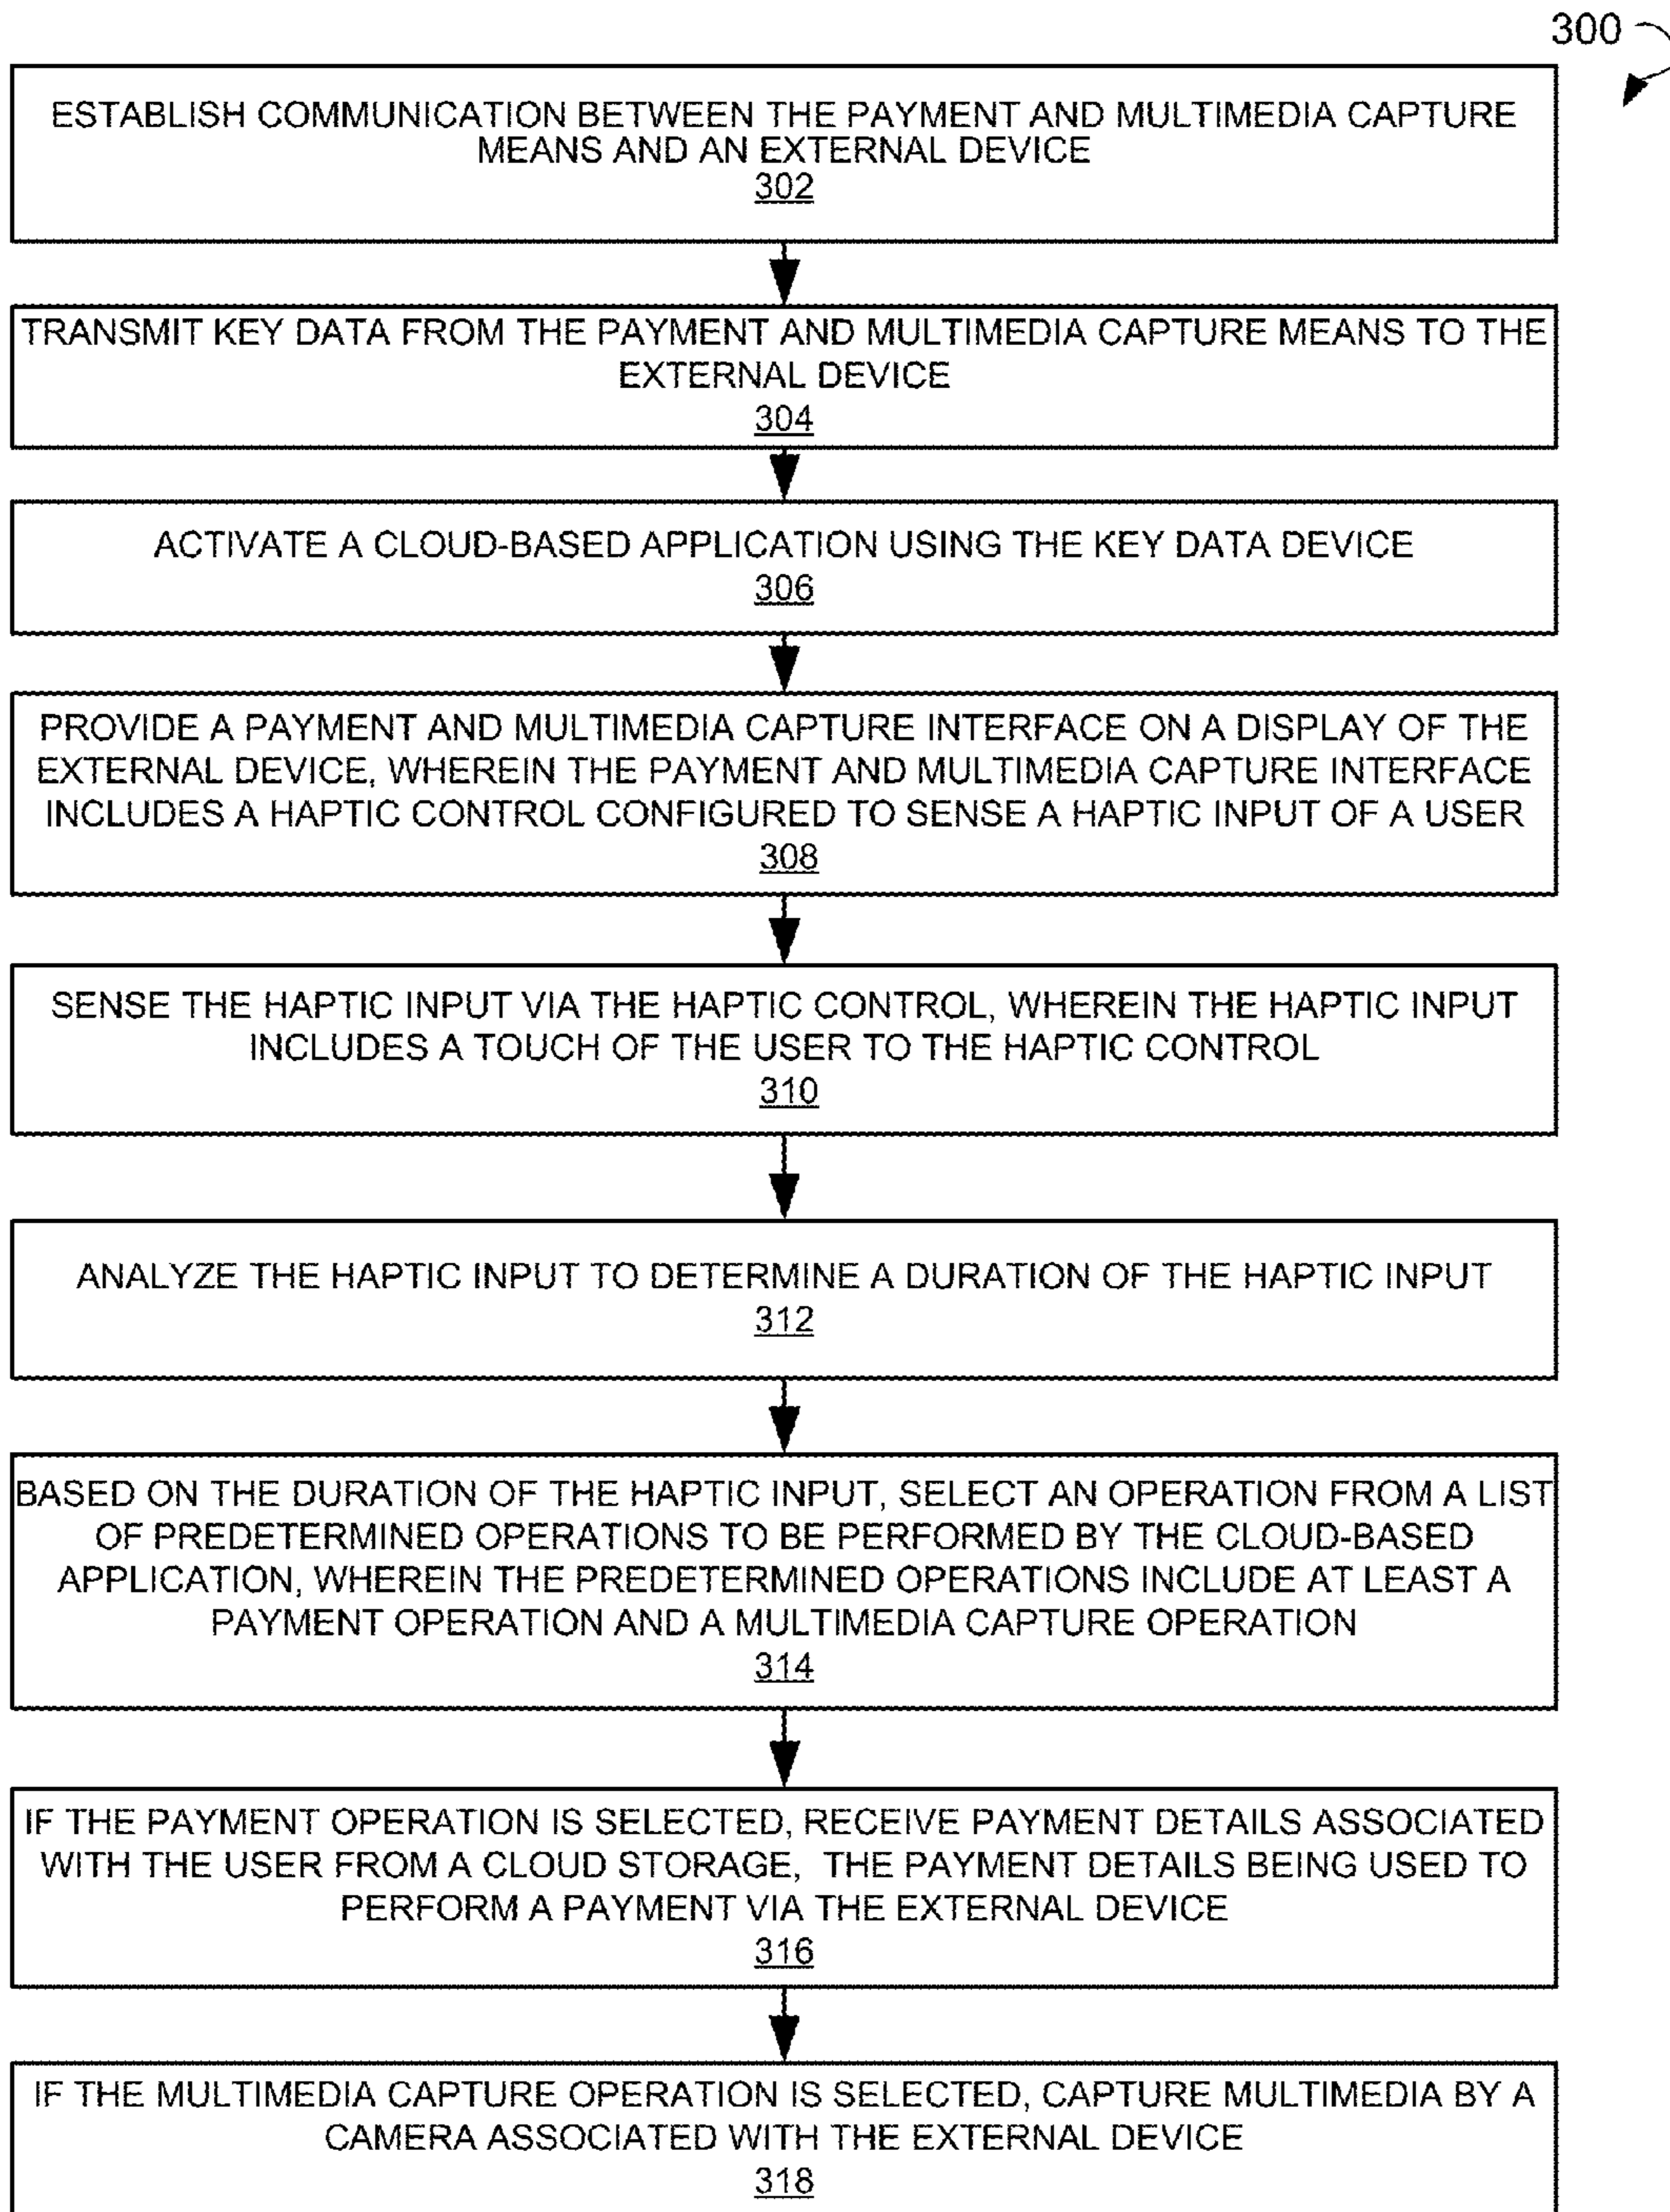 300
ESTABLISH COMMUNICATION BETWEEN THE PAYMENT AND MULTIMEDIA CAPTURE
MEANS AND AN EXTERNAL DEVICE
302
TRANSMIT KEY DATA FROM THE PAYMENT AND MULTIMEDIA CAPTURE MEANS TO THE
EXTERNAL DEVICE
304
ACTIVATE A CLOUD-BASED APPLICATION USING THE KEY DATA DEVICE
306
PROVIDE A PAYMENT AND MULTIMEDIA CAPTURE INTERFACE ON A DISPLAY OF THE
EXTERNAL DEVICE, WHEREIN THE PAYMENT AND MULTIMEDIA CAPTURE INTERFACE
INCLUDES A HAPTIC CONTROL CONFIGURED TO SENSE A HAPTIC INPUT OF A USER
308
SENSE THE HAPTIC INPUT VIA THE HAPTIC CONTROL, WHEREIN THE HAPTIC INPUT
INCLUDES A TOUCH OF THE USER TO THE HAPTIC CONTROL
310
ANALYZE THE HAPTIC INPUT TO DETERMINE A DURATION OF THE HAPTIC INPUT
312
BASED ON THE DURATION OF THE HAPTIC INPUT, SELECT AN OPERATION FROM A LIST
OF PREDETERMINED OPERATIONS TO BE PERFORMED BY THE CLOUD-BASED
APPLICATION, WHEREIN THE PREDETERMINED OPERATIONS INCLUDE AT LEAST A
PAYMENT OPERATION AND A MULTIMEDIA CAPTURE OPERATION
314
IF THE PAYMENT OPERATION IS SELECTED, RECEIVE PAYMENT DETAILS ASSOCIATED
WITH THE USER FROM A CLOUD STORAGE, THE PAYMENT DETAILS BEING USED TO
PERFORM A PAYMENT VIA THE EXTERNAL DEVICE
316
IF THE MULTIMEDIA CAPTURE OPERATION IS SELECTED, CAPTURE MULTIMEDIA BY A
CAMERA ASSOCIATED WITH THE EXTERNAL DEVICE
318